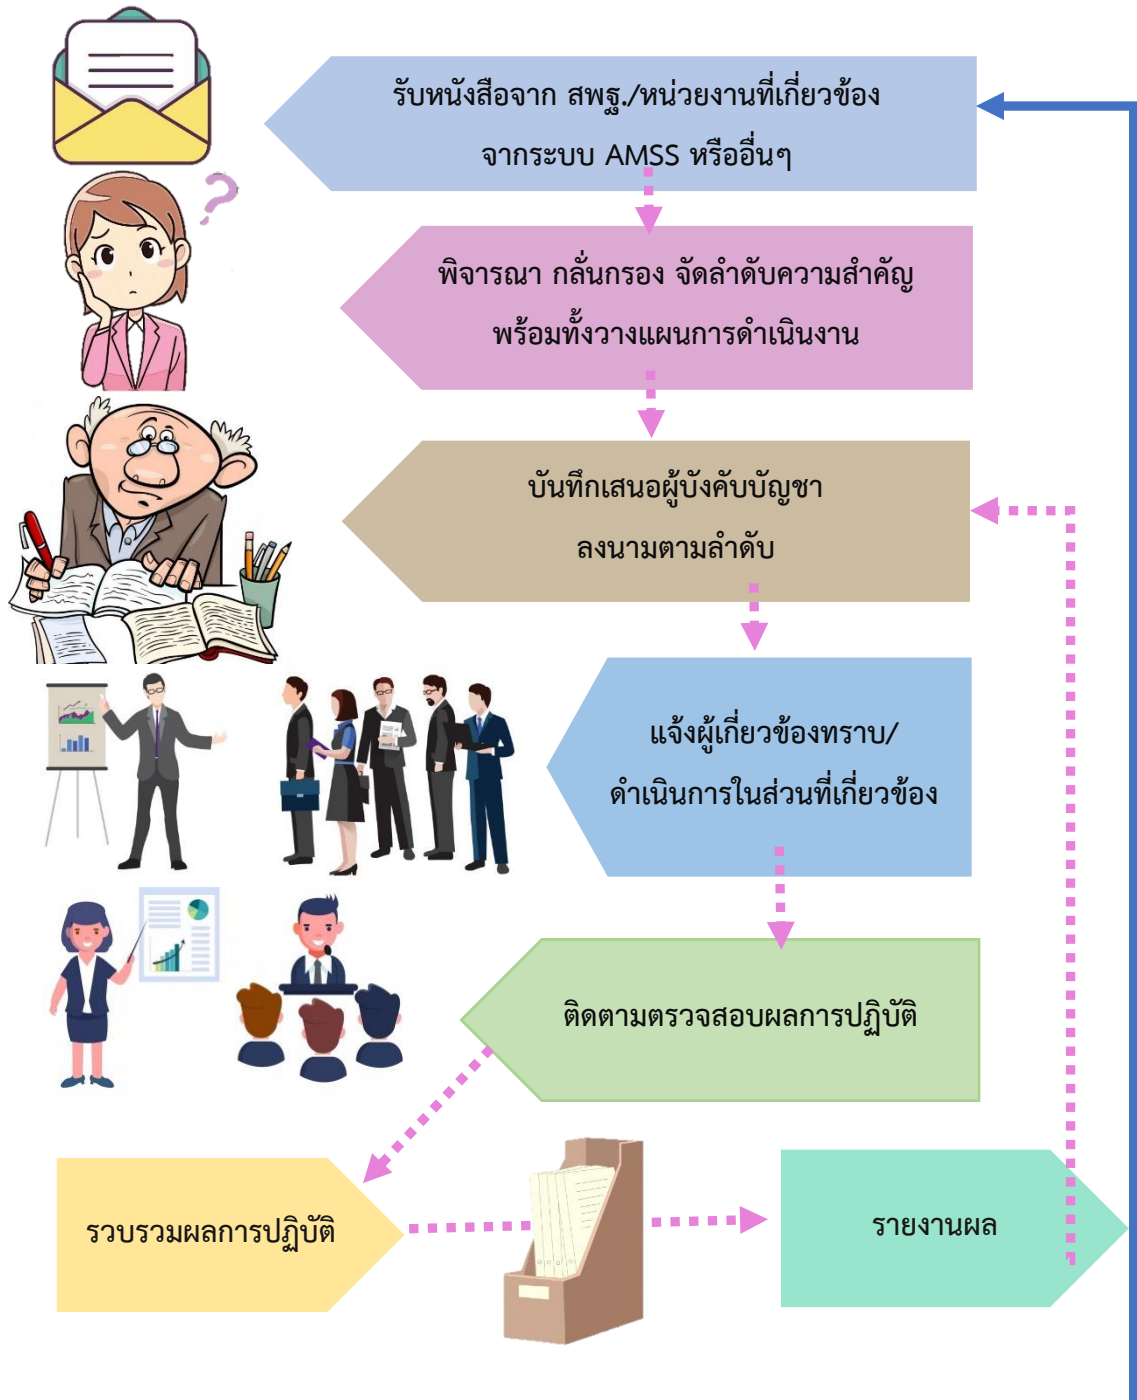 รับหนังสือจาก สพฐ./หน่วยงานที่เกี่ยวข้อง
จากระบบ AMSS หรืออื่นๆ
พิจารณา กลั่นกรอง จัดลำดับความสำคัญ
พร้อมทั้งวางแผนการดำเนินงาน
บันทึกเสนอผู้บังคับบัญชา
ลงนามตามลำดับ
แจ้งผู้เกี่ยวข้องทราบ/
ดำเนินการในส่วนที่เกี่ยวข้อง
ติดตามตรวจสอบผลการปฏิบัติ
รวบรวมผลการปฏิบัติ
รายงานผล